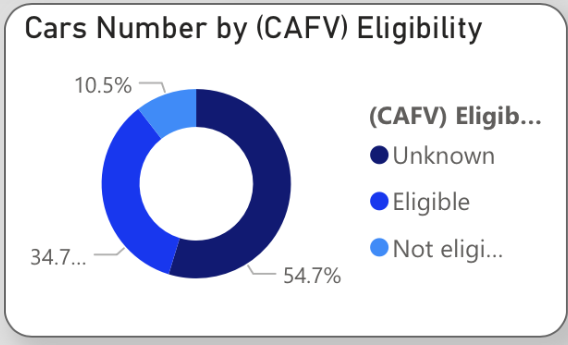 Cars Number by (CAFV) Eligibility
10.5%
34.7...
54.7%
(CAFV) Eligib...
Unknown
Eligible
Not eligi...